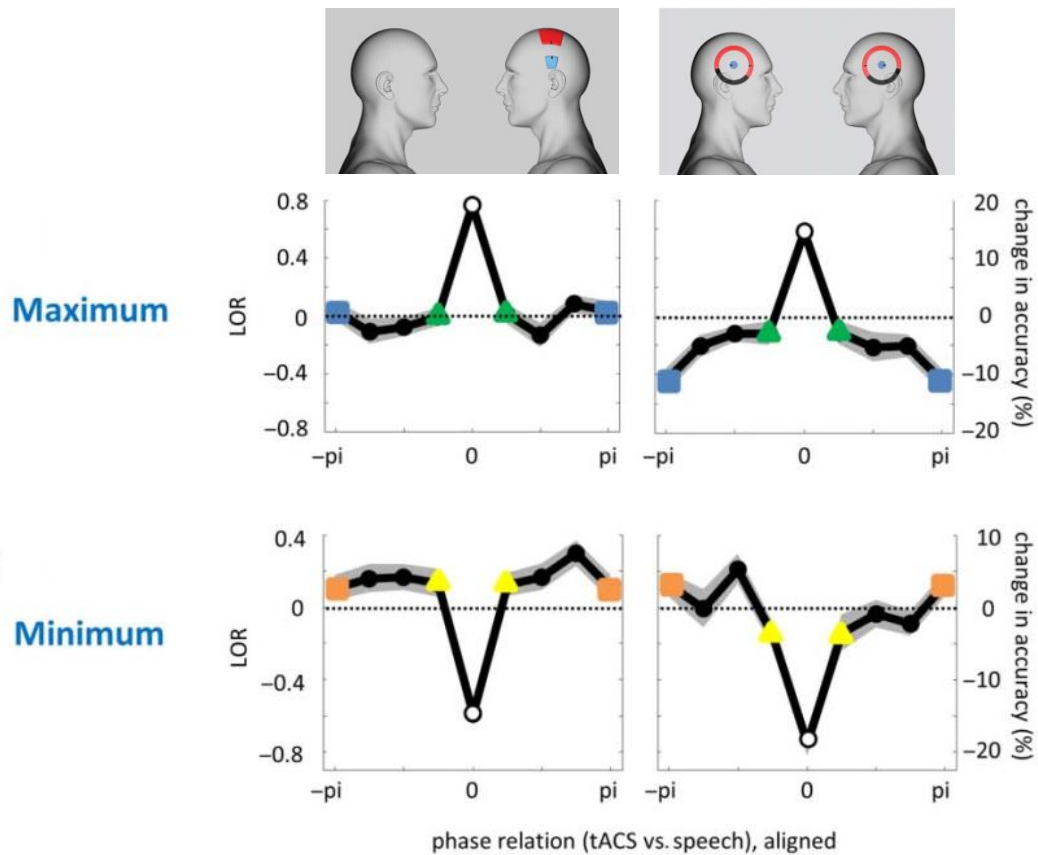 Maximum
LOR
0.8
0.4
0
−0.4
−0.8
−pi
0
pi
20
10
0
−10
−20
change in accuracy (%)
−pi
0
pi
Minimum
LOR
0.4
0
−0.4
−0.8
−pi
0
pi
10
0
−10
−20
change in accuracy (%)
−pi
0
pi
phase relation (tACS vs. speech), aligned